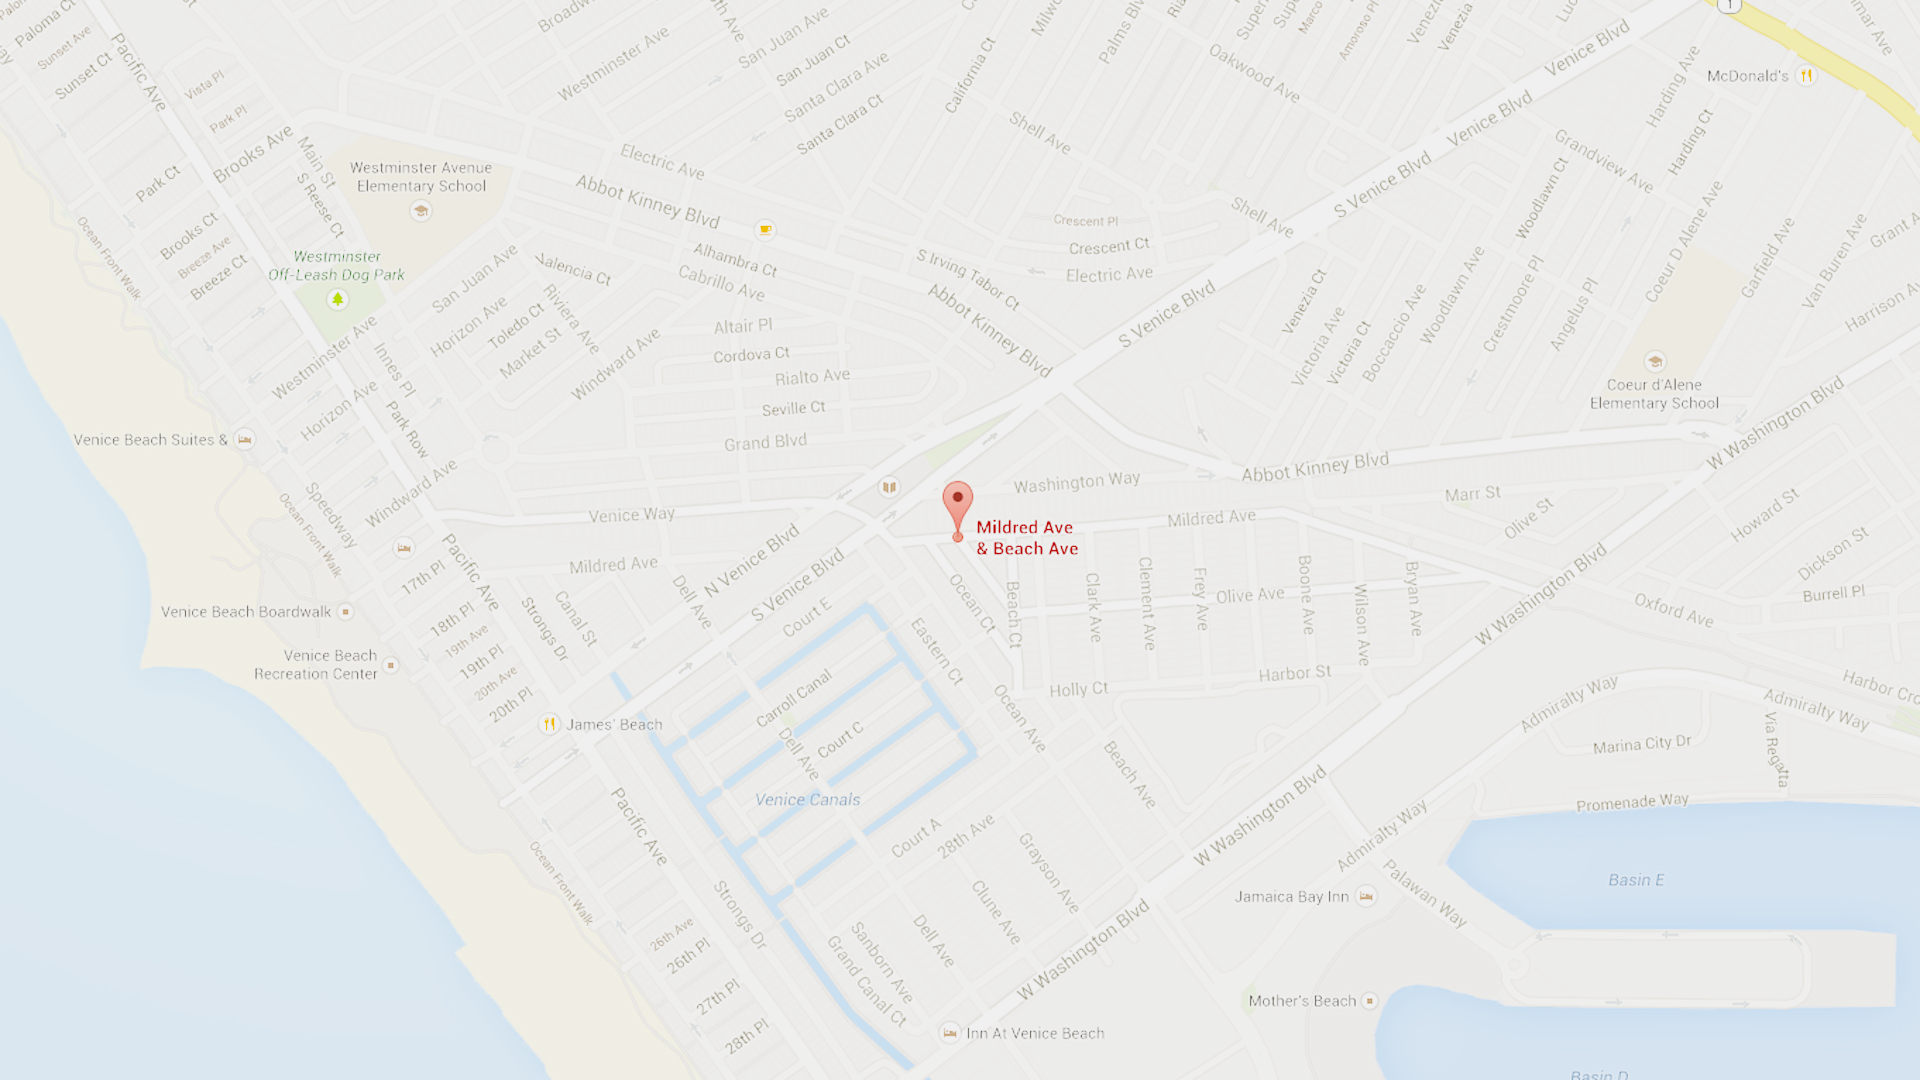 Paloma Ct
Sunset Ave
Sunset Ct
Pacific Ave
Vista Pl
Park Pl
Brooks Ave
Main St
S Reese Ct
Park Ct
Brooks Ct
Breeze Ave
Breeze Ct
Ocean Front Walk
Westminster Avenue
Elementary School
Westminster
Off-Leash Dog Park
Westminster Ave
San Juan Ave
San Juan Ct
Santa Clara Ave
Santa Clara Ct
California Ct
Westminster Ave
Electric Ave
Abbot Kinney Blvd
Alhambra Ct
Cabrillo Ave
Valencia Ct
Riviera Ave
San Juan Ave
Horizon Ave
Toledo Ct
Market St
Windward Ave
Altair Pl
Cordova Ct
Rialto Ave
Seville Ct
Grand Blvd
Shell Ave
Oakwood Ave
Crescent Pl
Crescent Ct
Electric Ave
S Irving Tabor Ct
Abbot Kinney Blvd
Shell Ave
S Venice Blvd
S Venice Blvd
Venice Blvd
Venice Blvd
1
McDonald's
Harding Ave
Harding Ct
Grandview Ave
Woodlawn Ct
Coeur D Alene Ave
Garfield Ave
Van Buren Ave
Venezia Ct
Victoria Ave
Victoria Ct
Boccaccio Ave
Woodlawn Ave
Crestmoore Pl
Angelus Pl
Amoroso Pl
Coeur d'Alene
Elementary School
W Washington Blvd
Innes Pl
Park Row
Horizon Ave
Windward Ave
Venice Beach Suites &
Speedway
Ocean Front Walk
Venice Way
Mildred Ave
N Venice Blvd
S Venice Blvd
Dell Ave
Washington Way
Abbot Kinney Blvd
Mildred Ave
Mildred Ave
& Beach Ave
Marr St
Olive St
Howard St
Dickson St
Burrell Pl
Oxford Ave
W Washington Blvd
17th Pl
Pacific Ave
18th Pl
19th Ave
19th Pl
20th Ave
20th Pl
Strongs Dr
Canal St
Venice Beach Boardwalk
Venice Beach
Recreation Center
James' Beach
Court E
Carroll Canal
Court C
Dell Ave
Venice Canals
Eastern Ct
Ocean Ct
Beach Ct
Clark Ave
Clement Ave
Frey Ave
Olive Ave
Boone Ave
Wilson Ave
Bryan Ave
Harbor St
Holly Ct
Ocean Ave
Beach Ave
Admiralty Way
Admiralty Way
Marina City Dr
Via Regatta
Promenade Way
W Washington Blvd
Admiralty Way
Palawan Way
Basin E
Jamaica Bay Inn
Mother's Beach
Court A
28th Ave
Grayson Ave
Clune Ave
Dell Ave
Sanborn Ave
Grand Canal Ct
W Washington Blvd
Inn At Venice Beach
Pacific Ave
Strongs Dr
Ocean Front Walk
26th Ave
26th Pl
27th Pl
28th Pl
Basin D